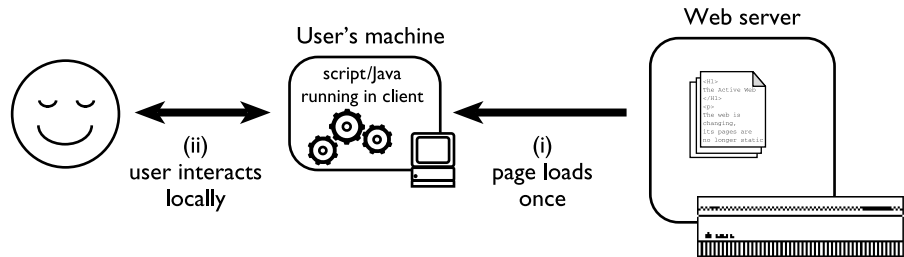 Web server
User's machine
script/Java
running in client
<H1>
The Active Web
</H1>
<p>
The web is
changing,
its pages are
no longer static
(ii)
user interacts
locally
(i)
page loads
once